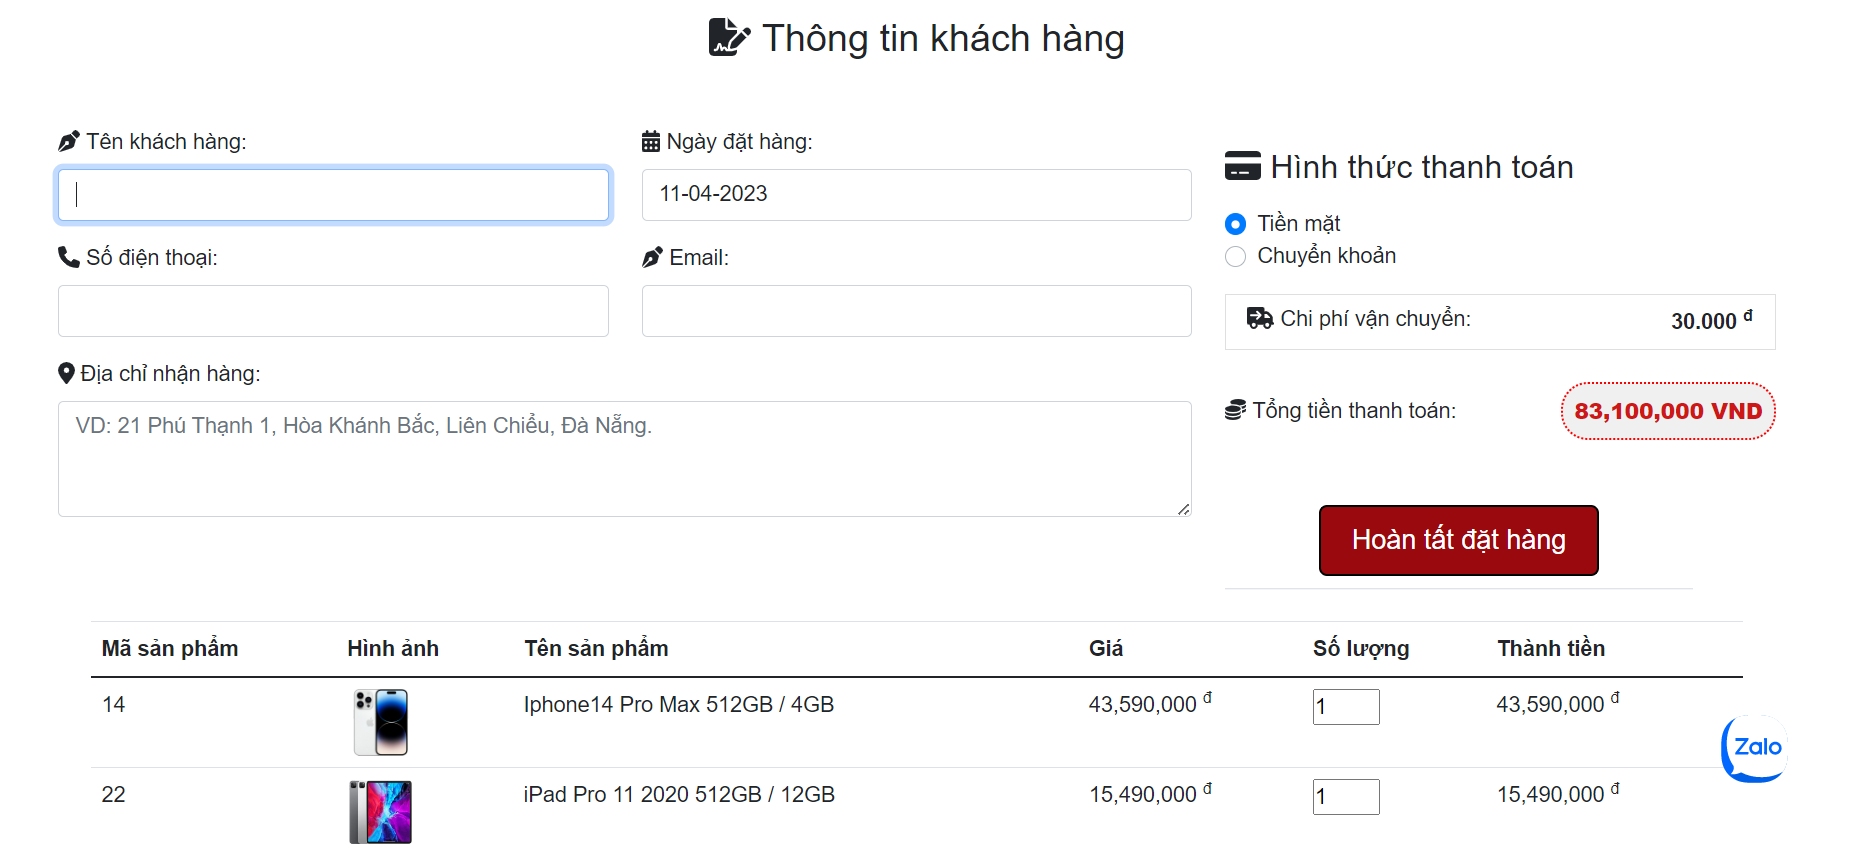 Thông tin khách hàng
Tên khách hàng:
Ngày đặt hàng:
11-04-2023
Số điện thoại:
Email:
Địa chỉ nhận hàng:
VD: 21 Phú Thạnh 1, Hòa Khánh Bắc, Liên Chiểu, Đà Nẵng.
Hình thức thanh toán
Tiền mặt
Chuyển khoản
Chi phí vận chuyển: 30.000 đ
Tổng tiền thanh toán: 83,100,000 VND
Hoàn tất đặt hàng
Mã sản phẩm Hình ảnh Tên sản phẩm Giá Số lượng Thành tiền
14 Iphone14 Pro Max 512GB / 4GB 43,590,000 đ 1 43,590,000 đ
Zalo
22 iPad Pro 11 2020 512GB / 12GB 15,490,000 đ 1 15,490,000 đ